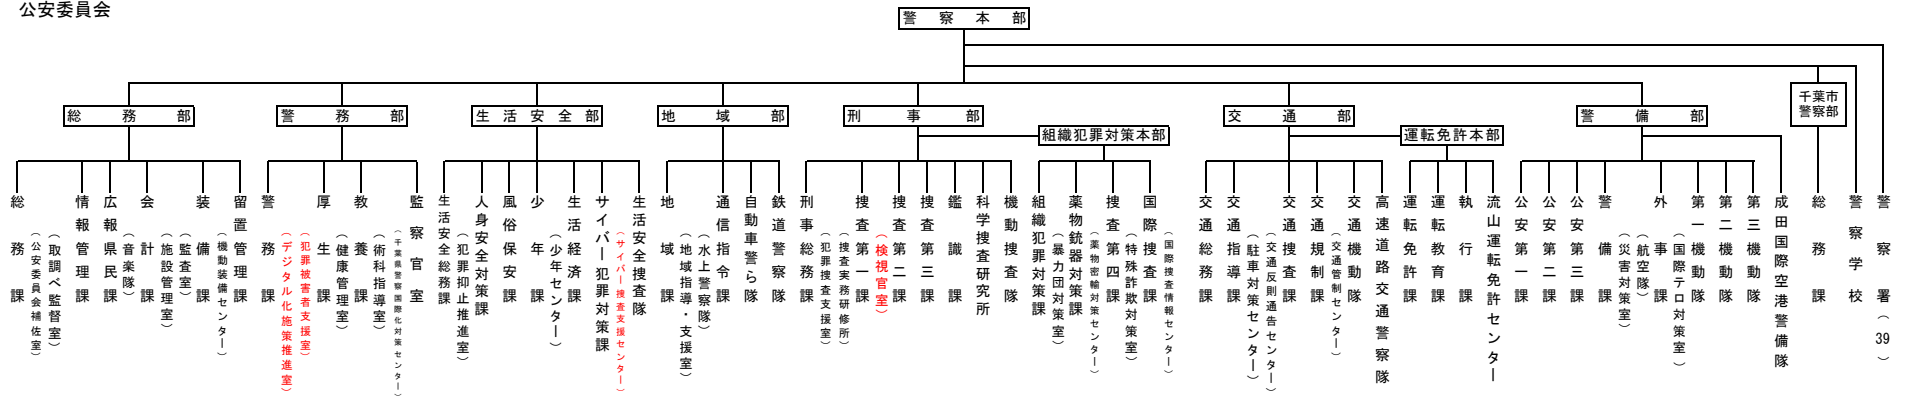 公安委員会
警察本部
千葉市
警察部
総務部
警務部
生活安全部
地域部
刑事部
交通部
警備部
組織犯罪対策本部
運転免許本部
総務課
（公安委員会補佐室）
（取調べ監督室）
情報管理課
広報県民課
（音楽隊）
会計課
（施設管理室）
（監査室）
装備課
（機動装備センター）
留置管理課
警務課
（デジタル化施策推進室）
（犯罪被害者支援室）
厚生課
（健康管理室）
教養課
（術科指導室）
（千葉県警察国際化対策センター）
監察官室
生活安全総務課
（犯罪抑止推進室）
人身安全対策課
風俗保安課
少年課
（少年センター）
生活経済課
サイバー犯罪対策課
（サイバー捜査支援センター）
生活安全捜査隊
地域課
（地域指導・支援室）
（水上警察隊）
通信指令課
自動車警ら隊
鉄道警察隊
刑事総務課
（犯罪捜査支援室）
（捜査実務研修所）
捜査第一課
（検視官室）
捜査第二課
捜査第三課
鑑識課
科学捜査研究所
機動捜査隊
組織犯罪対策課
（暴力団対策室）
薬物銃器対策課
（薬物密輸対策センター）
捜査第四課
（特殊詐欺対策室）
国際捜査課
（国際捜査情報センター）
交通総務課
交通指導課
（駐車対策センター）
（交通反則通告センター）
交通捜査課
交通規制課
（交通管制センター）
交通機動隊
高速道路交通警察隊
運転免許課
運転教育課
執行課
流山運転免許センター
公安第一課
公安第二課
公安第三課
警備課
（災害対策室）
（航空隊）
外事課
（国際テロ対策室）
第一機動隊
第二機動隊
第三機動隊
成田国際空港警備隊
総務課
警察学校
警察署（39）